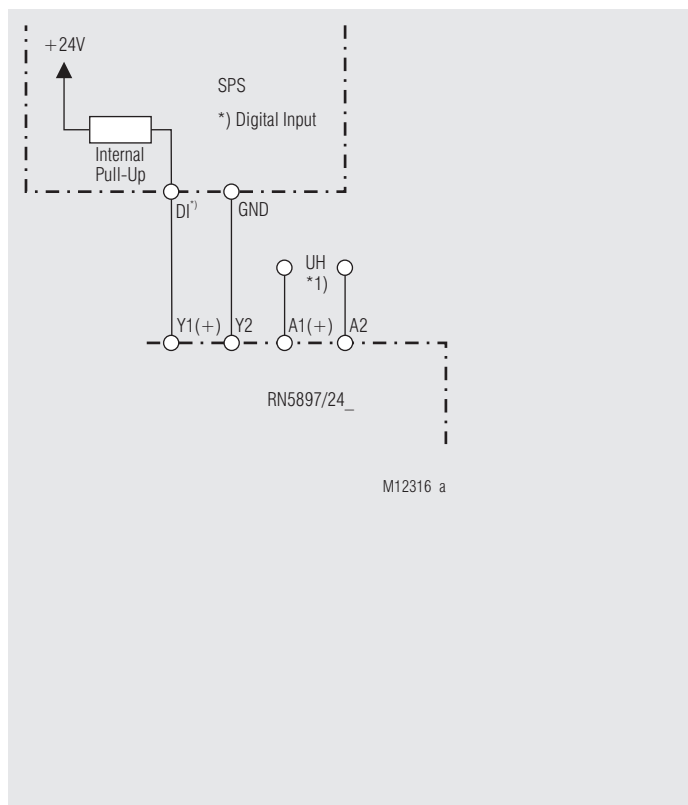 +24V
SPS
*) Digital Input
Internal
Pull-Up
DI*)
GND
UH
*1)
Y1(+)
Y2
A1(+)
A2
RN5897/24_
M12316 a